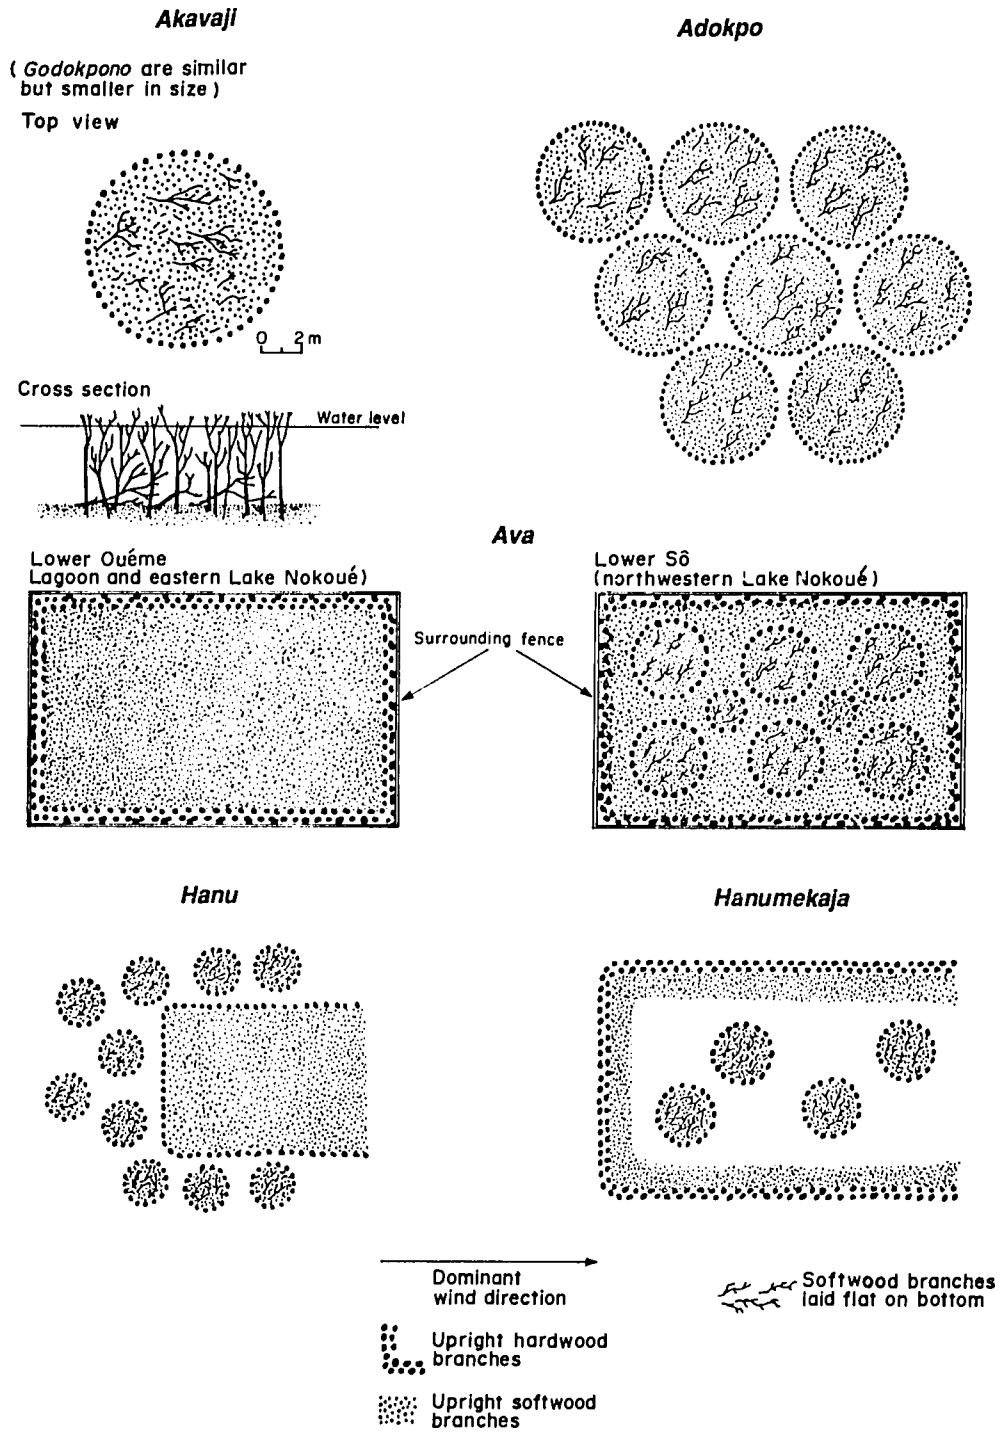 Akavaji
Adokpo
( Godokpono are similar
but smaller in size )
Top view
0 2 m
Cross section
Water level
Ava
Lower Ouéme
Lagoon and eastern Lake Nokoué)
Lower Sô
(northwestern Lake Nokoué)
Surrounding fence
Hanu
Hanumekaja
Dominant
wind direction
Softwood branches
laid flat on bottom
Upright hardwood
branches
Upright softwood
branches